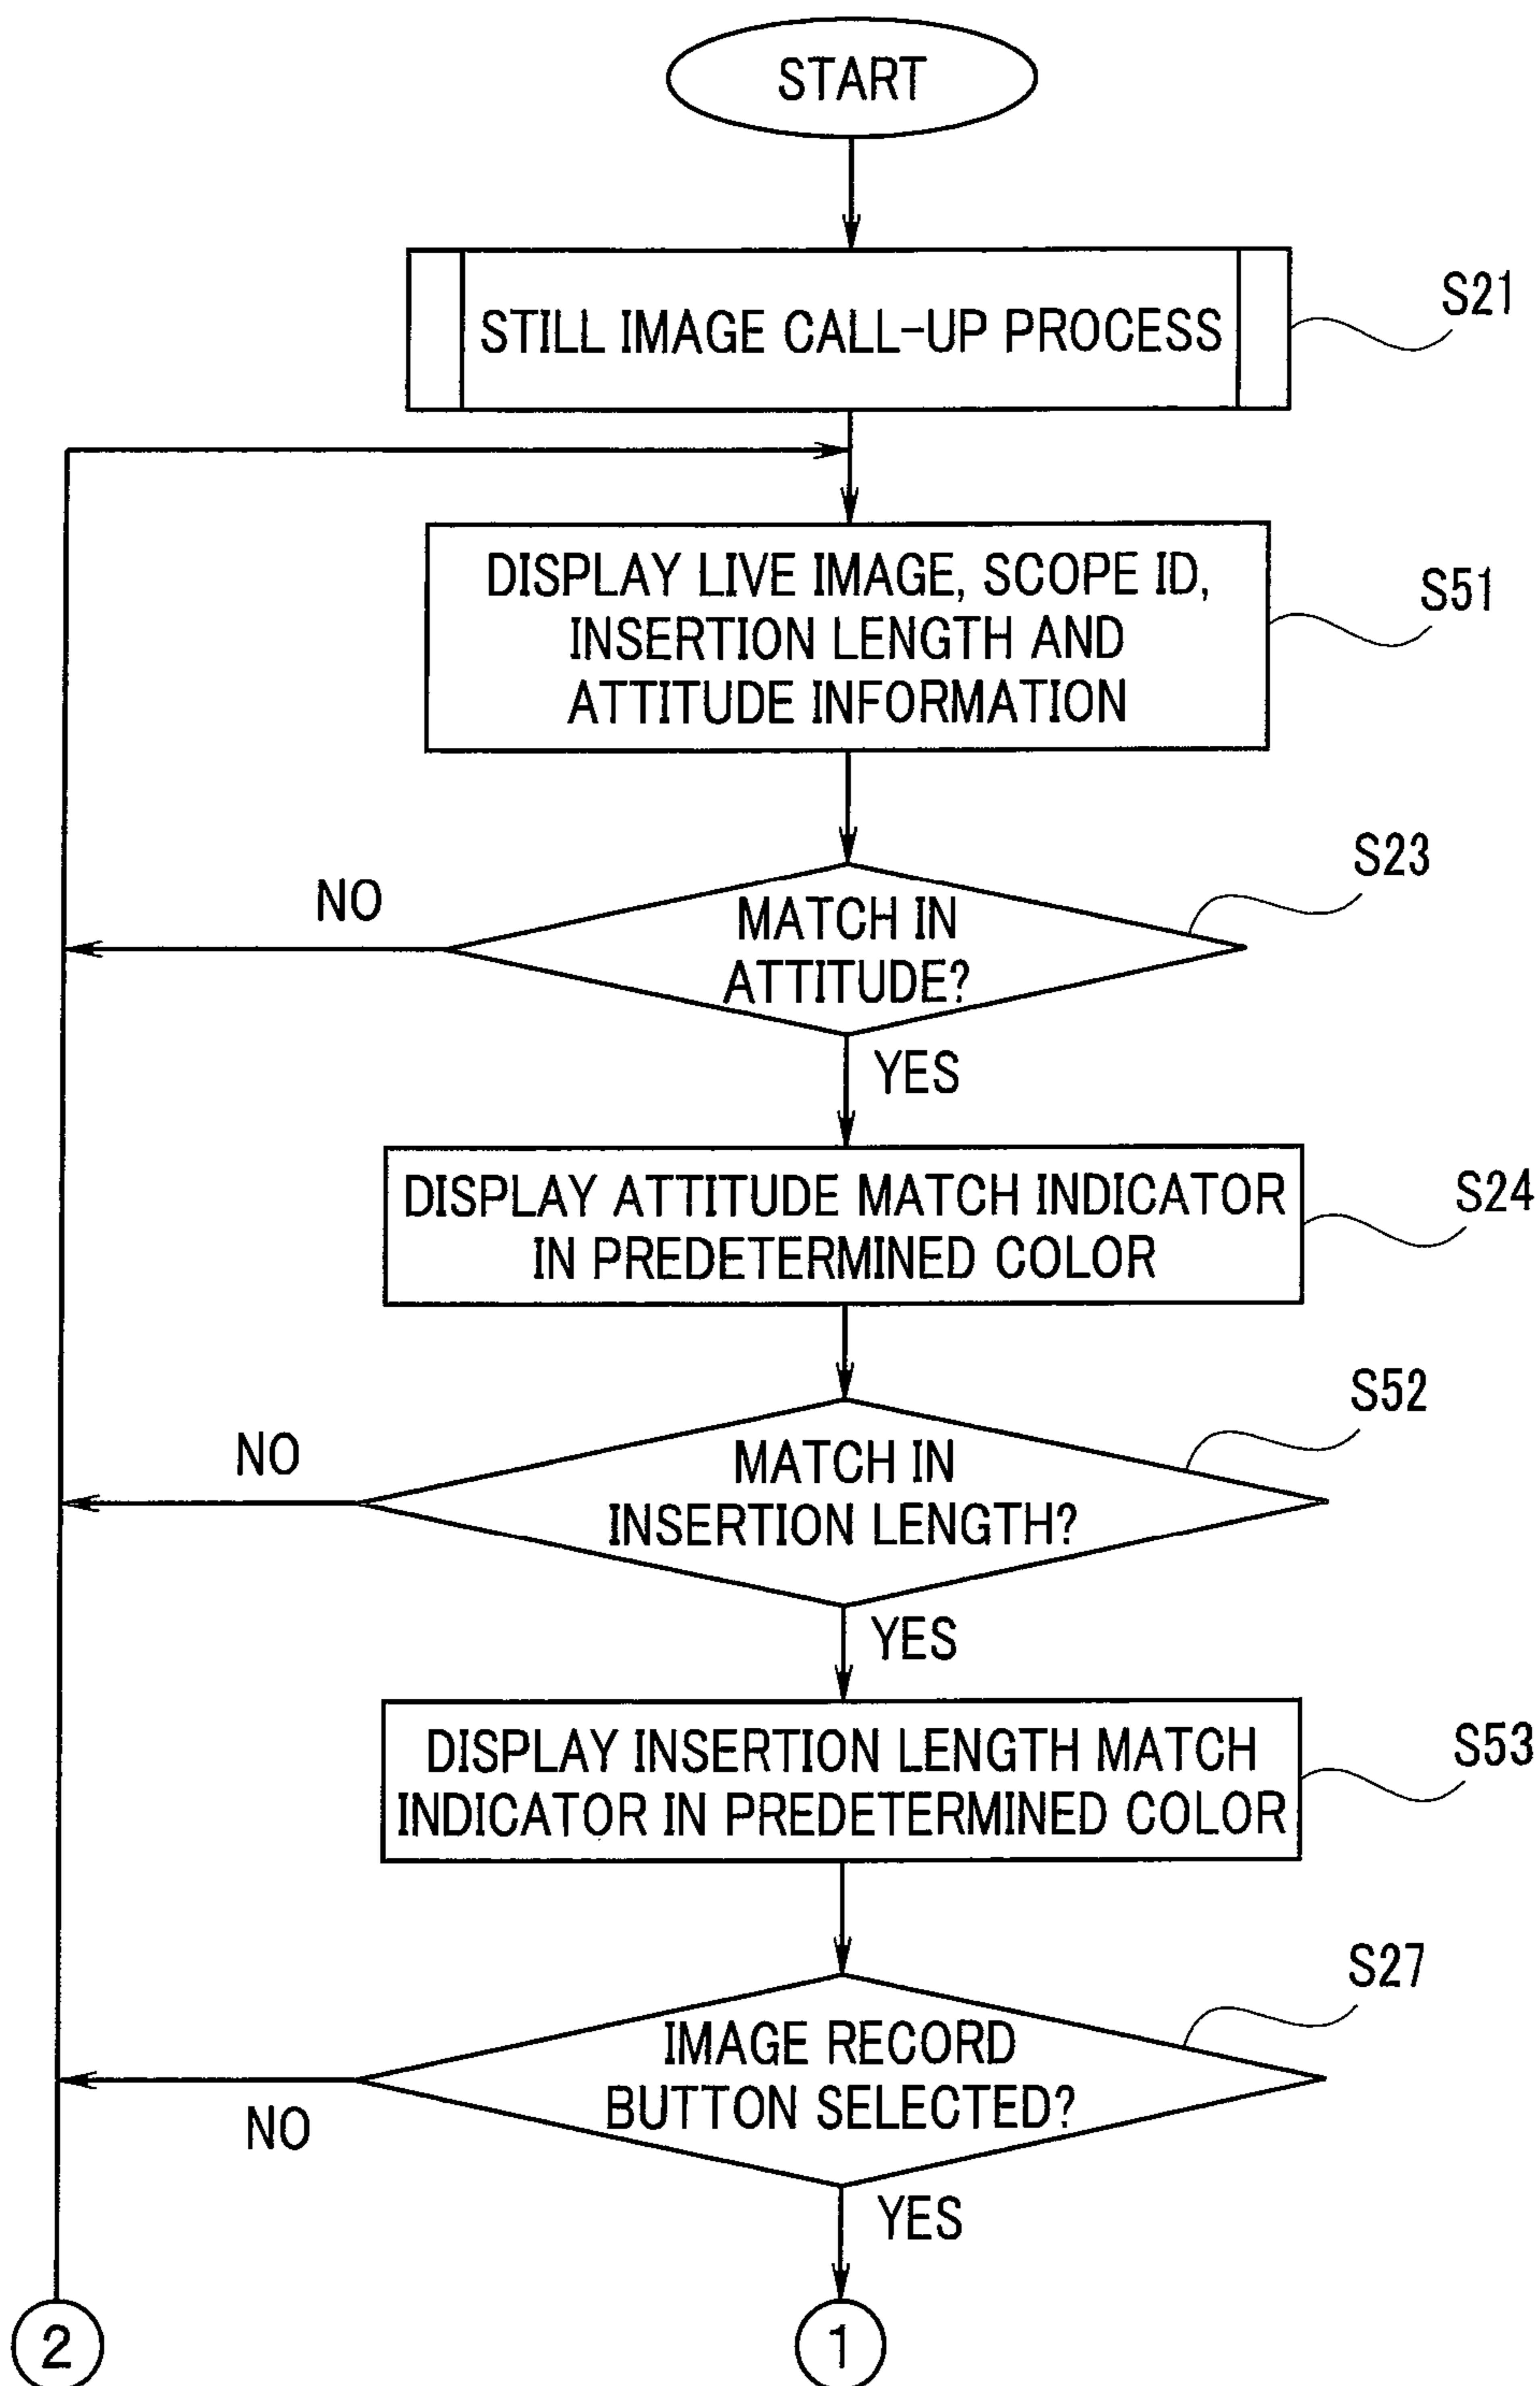 START
STILL IMAGE CALL-UP PROCESS
S21
DISPLAY LIVE IMAGE, SCOPE ID,
INSERTION LENGTH AND
ATTITUDE INFORMATION
S51
MATCH IN
ATTITUDE?
S23
NO
YES
DISPLAY ATTITUDE MATCH INDICATOR
IN PREDETERMINED COLOR
S24
MATCH IN
INSERTION LENGTH?
S52
NO
YES
DISPLAY INSERTION LENGTH MATCH
INDICATOR IN PREDETERMINED COLOR
S53
IMAGE RECORD
BUTTON SELECTED?
S27
NO
YES
2
1